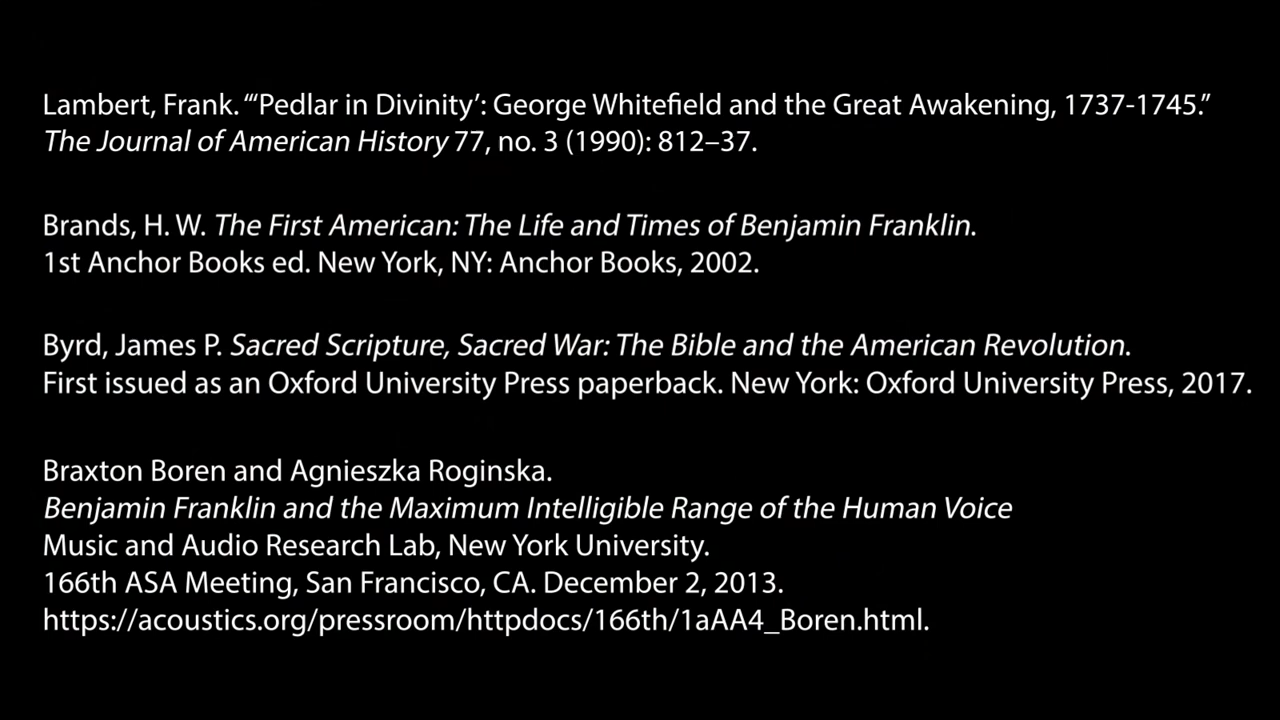 Lambert, Frank. “‘Pedlar in Divinity’: George Whitefield and the Great Awakening, 1737-1745.”
The Journal of American History 77, no. 3 (1990): 812–37.
Brands, H. W. The First American: The Life and Times of Benjamin Franklin.
1st Anchor Books ed. New York, NY: Anchor Books, 2002.
Byrd, James P. Sacred Scripture, Sacred War: The Bible and the American Revolution.
First issued as an Oxford University Press paperback. New York: Oxford University Press, 2017.
Braxton Boren and Agnieszka Roginska.
Benjamin Franklin and the Maximum Intelligible Range of the Human Voice
Music and Audio Research Lab, New York University.
166th ASA Meeting, San Francisco, CA. December 2, 2013.
https://acoustics.org/pressroom/httpdocs/166th/1aAA4_Boren.html.